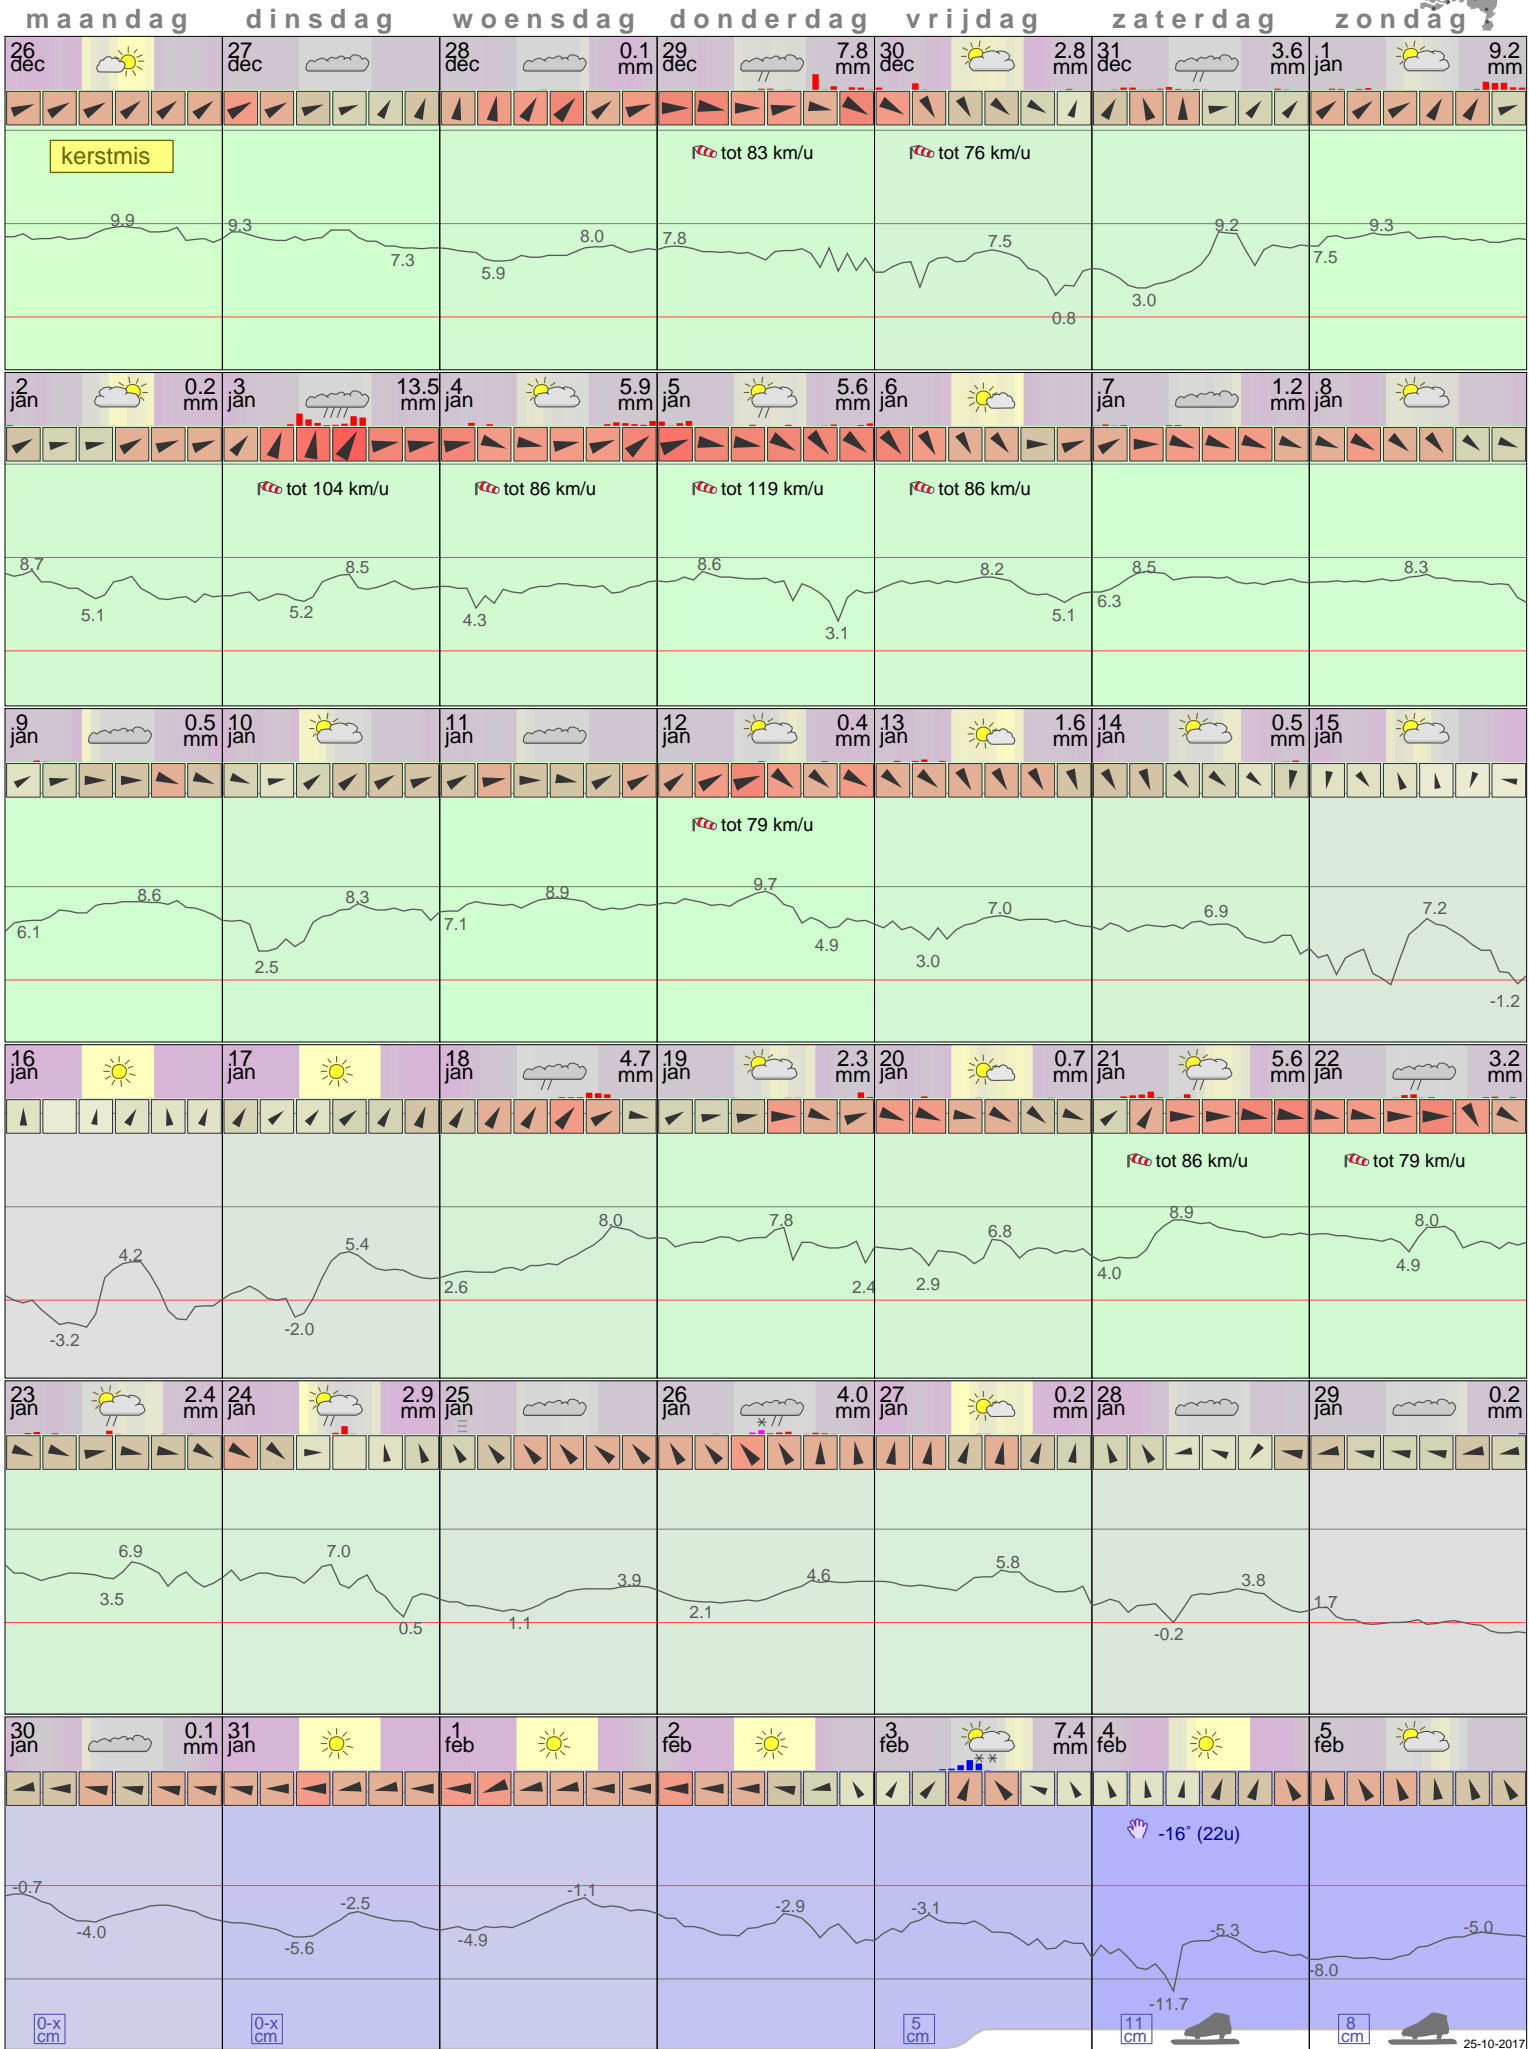 maandag dinsdag woensdag donderdag vrijdag zaterdag zondag
26 27 28 0.1 29 7.8 30 2.8 31 3.6 1 9.2
dec dec dec mm dec mm dec mm dec mm jan mm
kerstmis tot 83 km/u tot 76 km/u
9.9 9.3 7.3 5.9 8.0 7.8 7.5 0.8 3.0 9.2 7.5 9.3
2 0.2 3 13.5 4 5.9 5 5.6 6 7 1.2 8
jan mm jan mm jan mm jan mm jan jan mm jan
tot 104 km/u tot 86 km/u tot 119 km/u tot 86 km/u
8.7 5.1 5.2 8.5 4.3 8.6 3.1 8.2 5.1 6.3 8.5 8.3
9 0.5 10 11 12 0.4 13 1.6 14 0.5 15
jan mm jan jan jan mm jan mm jan mm jan
tot 79 km/u
6.1 8.6 2.5 8.3 7.1 8.9 9.7 4.9 3.0 7.0 6.9 7.2 -1.2
16 17 18 4.7 19 2.3 20 0.7 21 5.6 22 3.2
jan jan jan mm jan mm jan mm jan mm jan mm
tot 86 km/u tot 79 km/u
-3.2 4.2 -2.0 5.4 2.6 8.0 7.8 2.4 2.9 6.8 4.0 8.9 4.9 8.0
23 2.4 24 2.9 25 26 4.0 27 0.2 28 29 0.2
jan mm jan mm jan jan mm jan mm jan jan mm
3.5 6.9 7.0 0.5 1.1 3.9 2.1 4.6 5.8 -0.2 3.8 1.7
30 0.1 31 1 2 3 7.4 4 5
jan mm jan feb feb feb mm feb feb
-16° (22u)
-0.7 -4.0 -5.6 -2.5 -4.9 -1.1 -2.9 -3.1 -11.7 -5.3 -8.0 -5.0
0-x 0-x 5 11 8
cm cm cm cm cm
25-10-2017